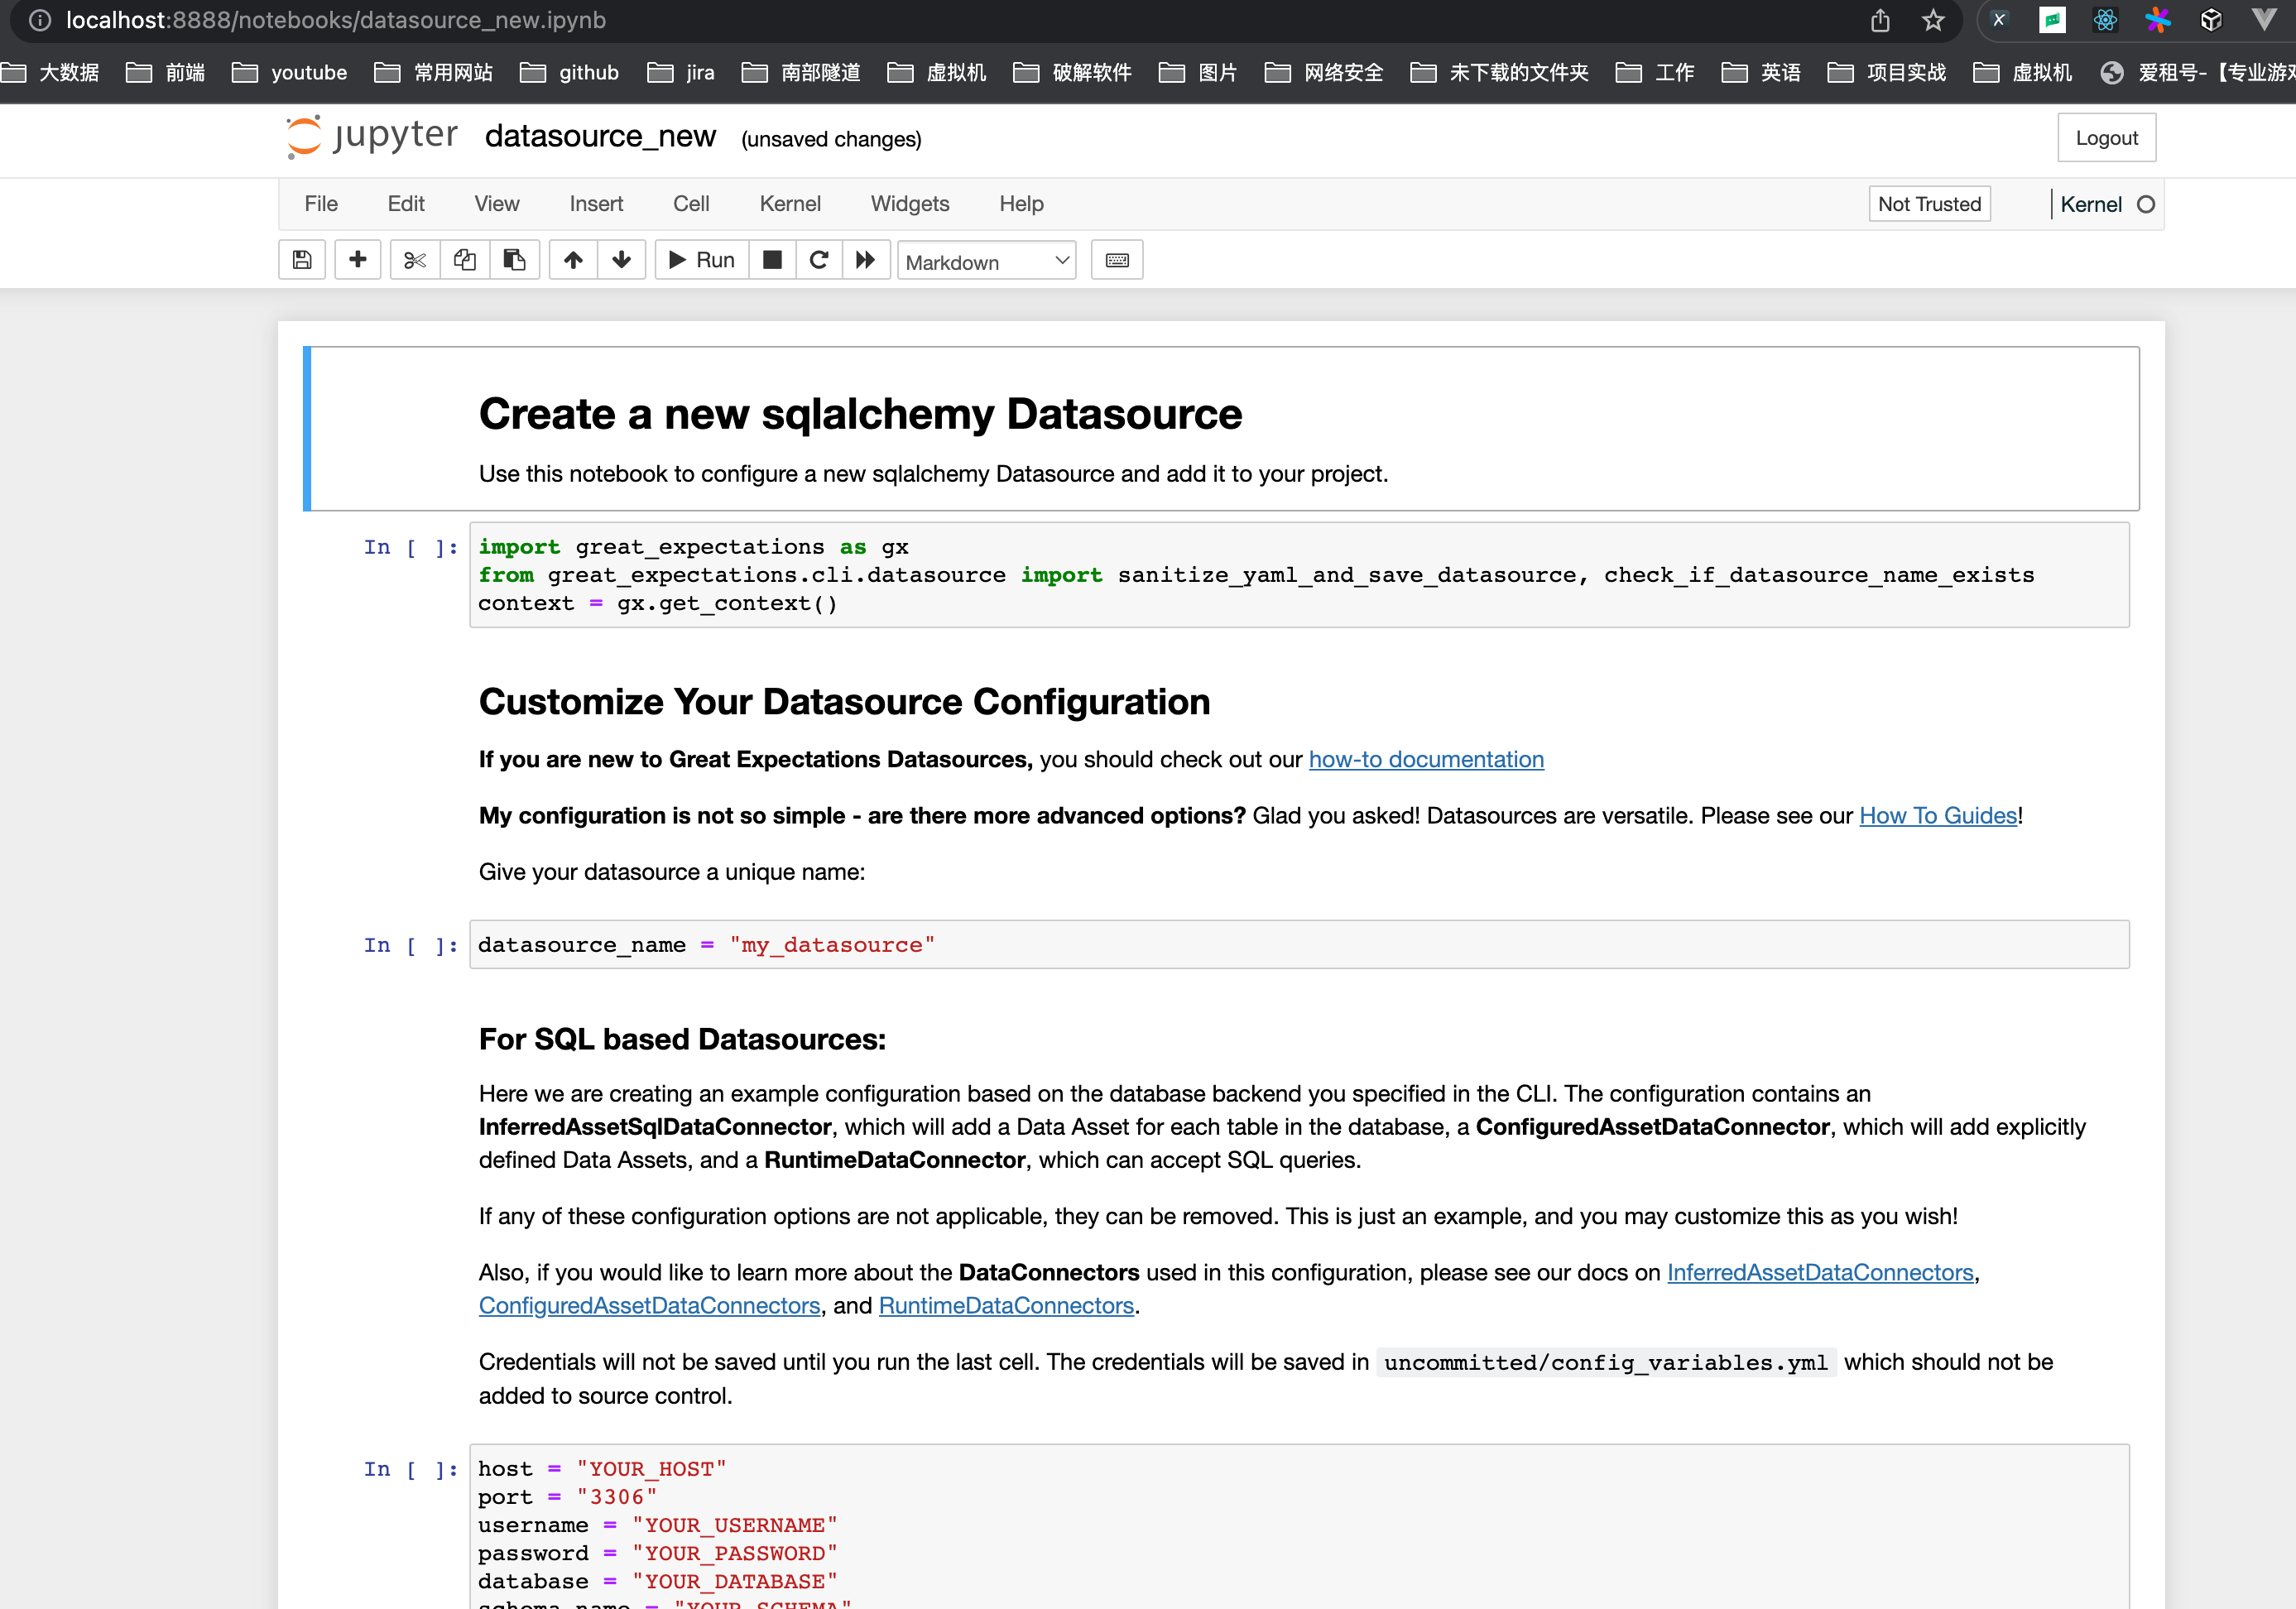 localhost:8888/notebooks/datasource_new.ipynb
大数据 前端 youtube 常用网站 github jira 南部隧道 虚拟机 破解软件 图片 网络安全 未下载的文件夹 工作 英语 项目实战 虚拟机 爱租号-【专业游戏
jupyter datasource_new (unsaved changes) Logout
File Edit View Insert Cell Kernel Widgets Help Not Trusted Kernel
Run Markdown
Create a new sqlalchemy Datasource
Use this notebook to configure a new sqlalchemy Datasource and add it to your project.
In [ ]: import great_expectations as gx
from great_expectations.cli.datasource import sanitize_yaml_and_save_datasource, check_if_datasource_name_exists
context = gx.get_context()
Customize Your Datasource Configuration
If you are new to Great Expectations Datasources, you should check out our how-to documentation
My configuration is not so simple - are there more advanced options? Glad you asked! Datasources are versatile. Please see our How To Guides!
Give your datasource a unique name:
In [ ]: datasource_name = "my_datasource"
For SQL based Datasources:
Here we are creating an example configuration based on the database backend you specified in the CLI. The configuration contains an
InferredAssetSqlDataConnector, which will add a Data Asset for each table in the database, a ConfiguredAssetDataConnector, which will add explicitly
defined Data Assets, and a RuntimeDataConnector, which can accept SQL queries.
If any of these configuration options are not applicable, they can be removed. This is just an example, and you may customize this as you wish!
Also, if you would like to learn more about the DataConnectors used in this configuration, please see our docs on InferredAssetDataConnectors,
ConfiguredAssetDataConnectors, and RuntimeDataConnectors.
Credentials will not be saved until you run the last cell. The credentials will be saved in uncommitted/config_variables.yml which should not be
added to source control.
In [ ]: host = "YOUR_HOST"
port = "3306"
username = "YOUR_USERNAME"
password = "YOUR_PASSWORD"
database = "YOUR_DATABASE"
schema_name = "YOUR_SCHEMA"